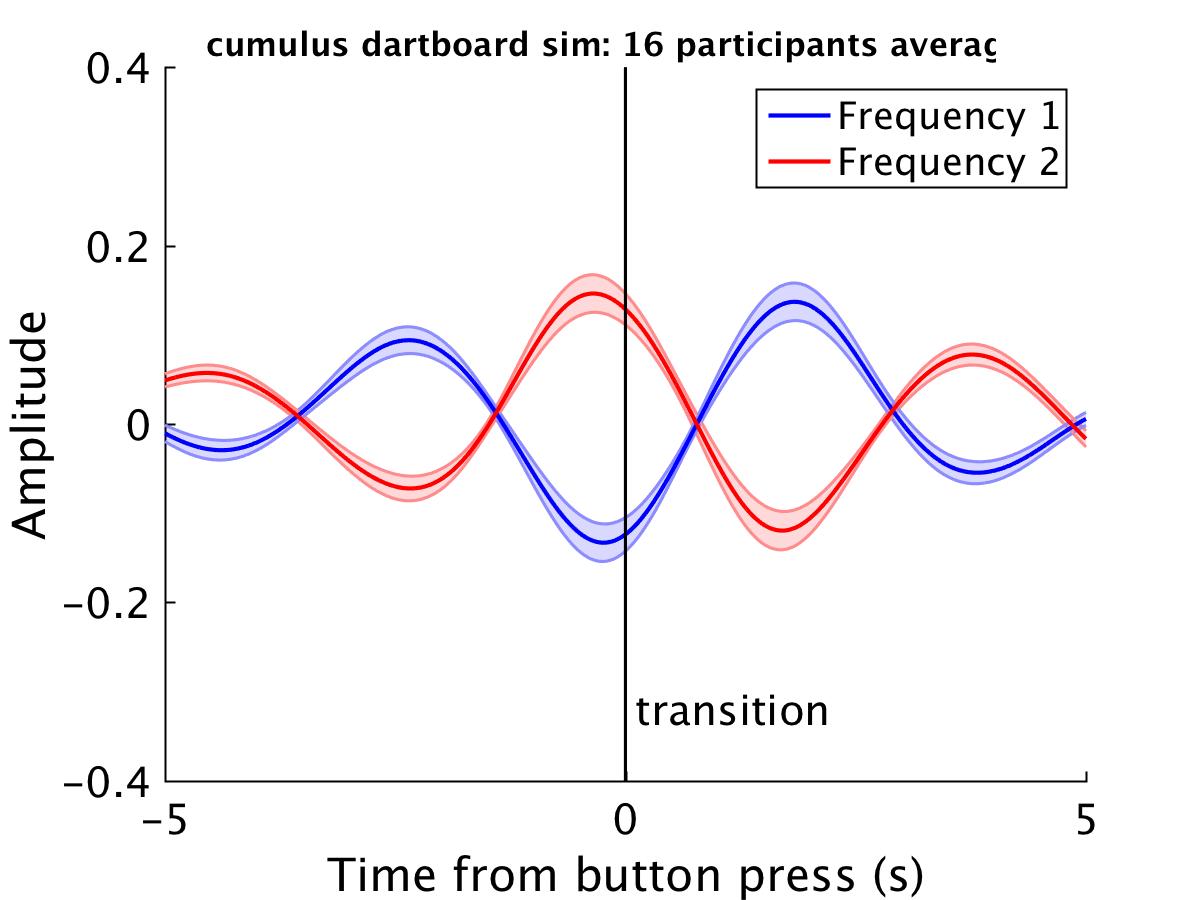 cumulus dartboard sim: 16 participants averag
0.4
Frequency 1
Frequency 2
0.2
Amplitude
0
−0.2
transition
−0.4
−5
0
5
Time from button press (s)